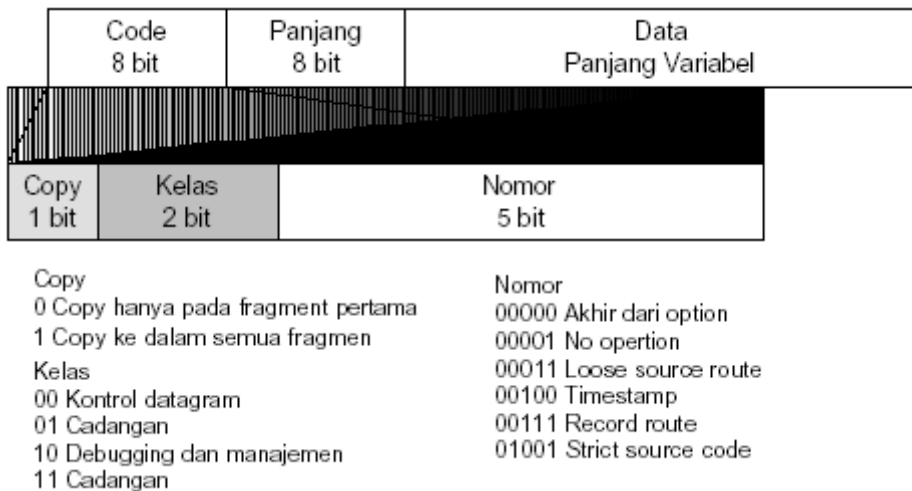 Code
8 bit
Panjang
8 bit
Data
Panjang Variabel
Copy
1 bit
Kelas
2 bit
Nomor
5 bit
Copy
0 Copy hanya pada fragment pertama
1 Copy ke dalam semua fragmen
Kelas
00 Kontrol datagram
01 Cadangan
10 Debugging dan manajemen
11 Cadangan
Nomor
00000 Akhir dari option
00001 No opertion
00011 Loose source route
00100 Timestamp
00111 Record route
01001 Strict source code